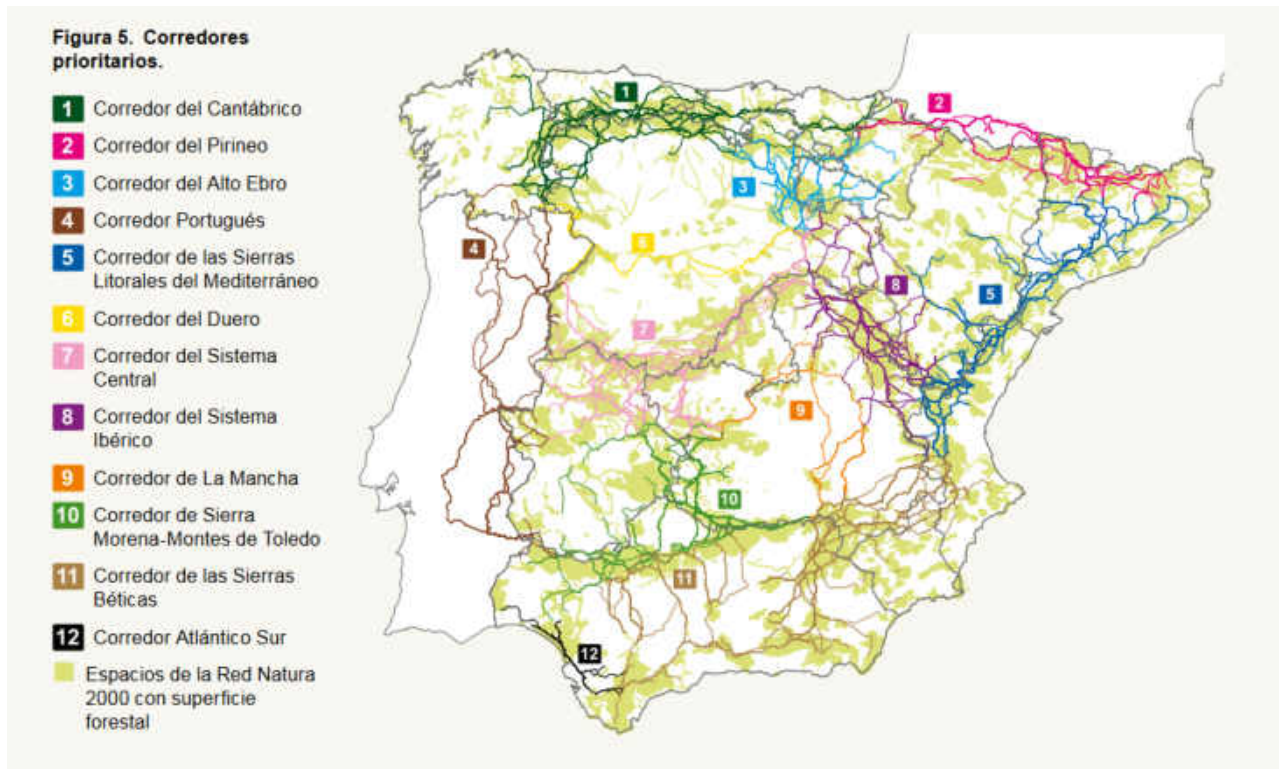 Figura 5. Corredores
prioritarios.
1 Corredor del Cantábrico
2 Corredor del Pirineo
3 Corredor del Alto Ebro
4 Corredor Portugués
5 Corredor de las Sierras
Litorales del Mediterráneo
6 Corredor del Duero
7 Corredor del Sistema
Central
8 Corredor del Sistema
Ibérico
9 Corredor de La Mancha
10 Corredor de Sierra
Morena-Montes de Toledo
11 Corredor de las Sierras
Béticas
12 Corredor Atlántico Sur
Espacios de la Red Natura
2000 con superficie
forestal
1
2
3
4
6
8
5
7
9
10
11
12